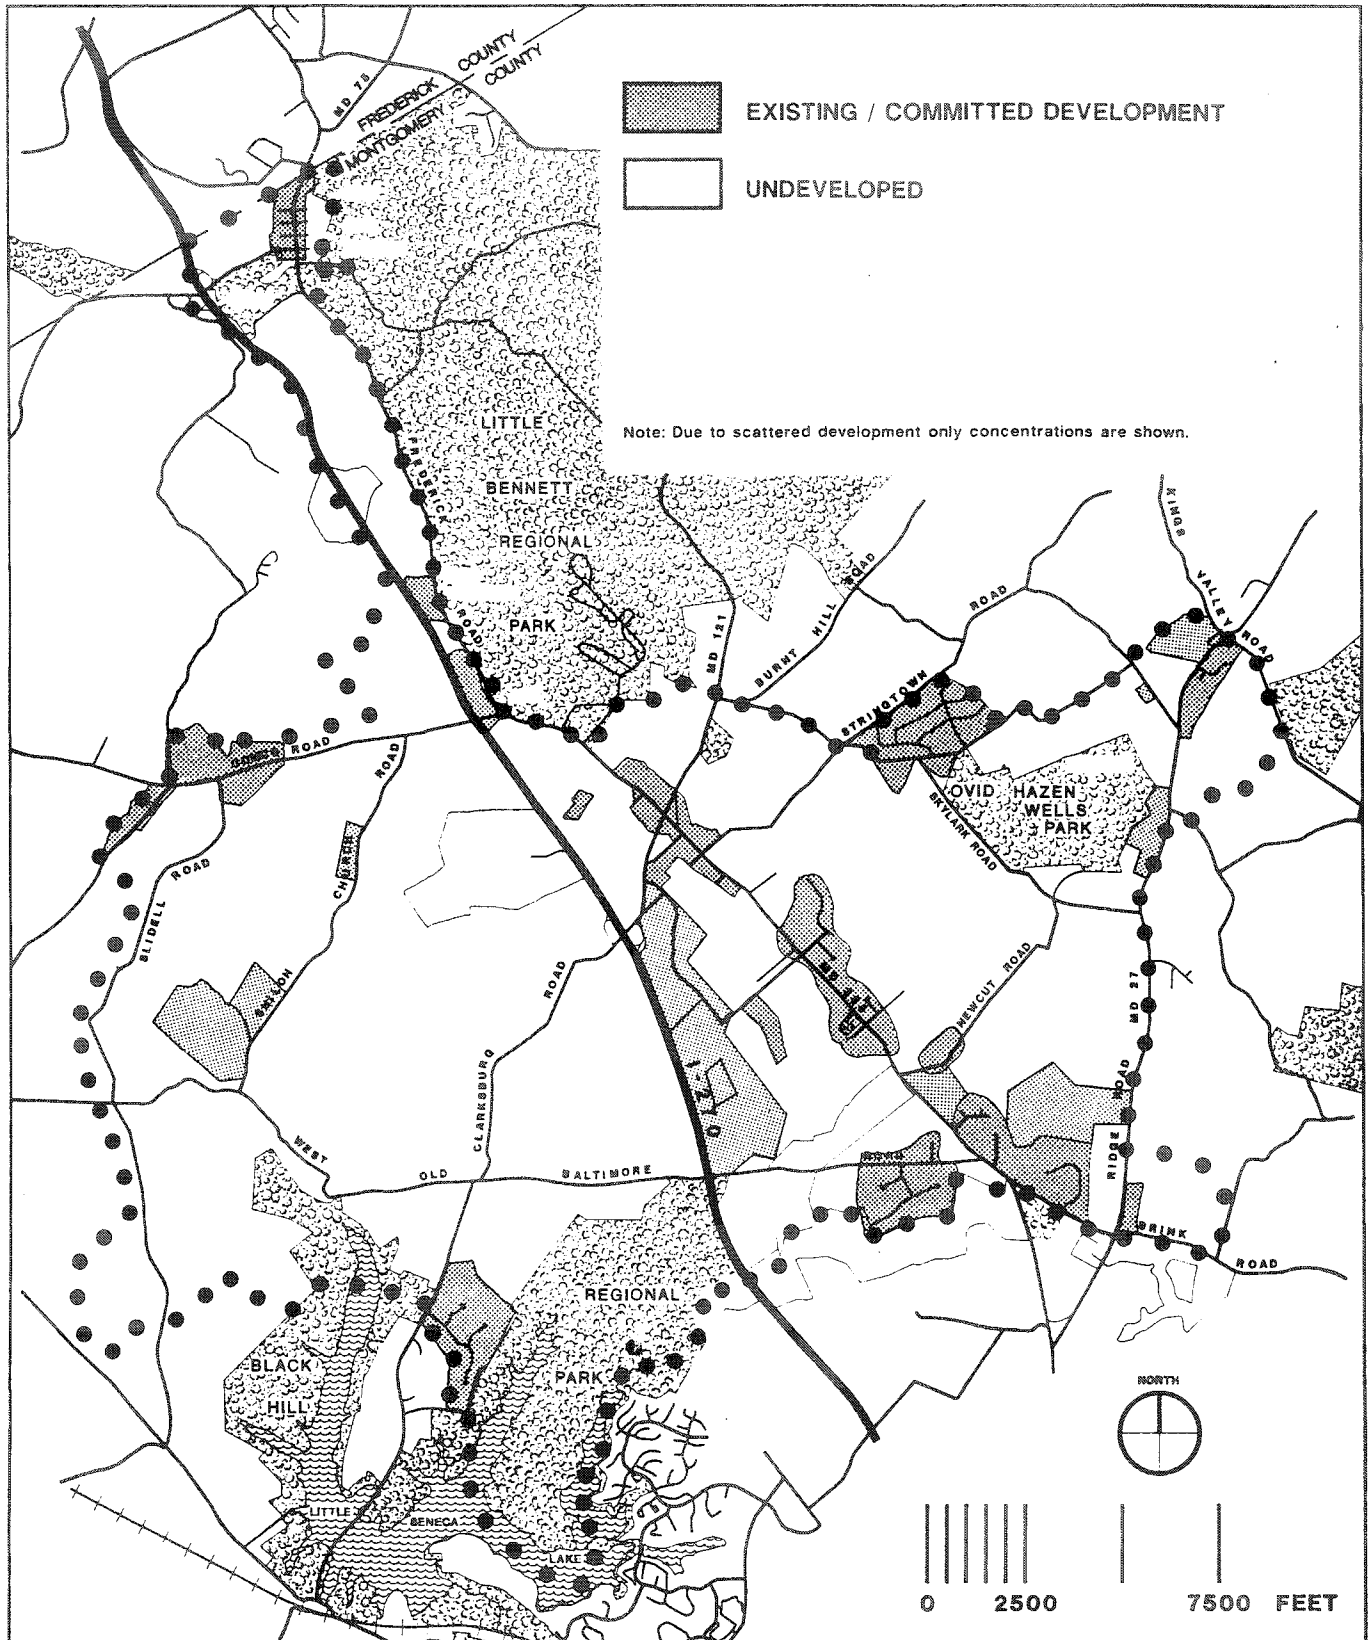 FREDERICK COUNTY
MONTGOMERY COUNTY
MD 75
EXISTING / COMMITTED DEVELOPMENT
UNDEVELOPED
Note: Due to scattered development only concentrations are shown.
LITTLE
BENNETT
REGIONAL
PARK
FREDERICK
ROAD
MD 121
BURNT HILL ROAD
STRINGTOWN
ROAD
KINGS
VALLEY ROAD
OVID HAZEN
WELLS
PARK
SKYLARK ROAD
ROAD
ROAD
CHURCH
SHILOH
BLIDELL
ROAD
CLARKSBURG
ROAD
NEWCUT ROAD
MD 27
RIDGE ROAD
I-270
WEST
OLD
BALTIMORE
ROAD
BRINK
ROAD
REGIONAL
PARK
BLACK
HILL
LITTLE
SENECA
LAKE
NORTH
0 2500 7500 FEET